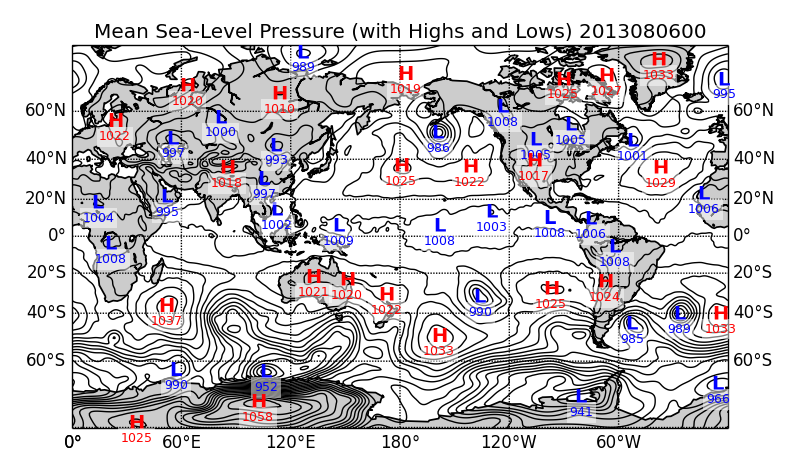 Mean Sea-Level Pressure (with Highs and Lows) 2013080600
L 989
H 1019
H 1033
H 1025
H 1027
L 995
H 1020
H 1010
60°N
H 1022
L 1000
L 1008
L 1005
60°N
L 997
L 993
L 986
L 1005
L 1001
40°N
H 1018
H 1025
H 1022
H 1017
H 1029
40°N
L 997
20°N
L 1004
L 995
L 1002
L 1003
L 1006
20°N
L 1009
L 1008
L 1008
L 1006
0°
L 1008
L 1008
0°
20°S
H 1021
H 1020
H 1024
20°S
H 1022
L 990
H 1025
40°S
H 1037
H 1033
L 985
L 989
H 1033
40°S
60°S
L 990
L 952
L 966
60°S
H 1058
L 941
H 1025
0°
60°E
120°E
180°
120°W
60°W